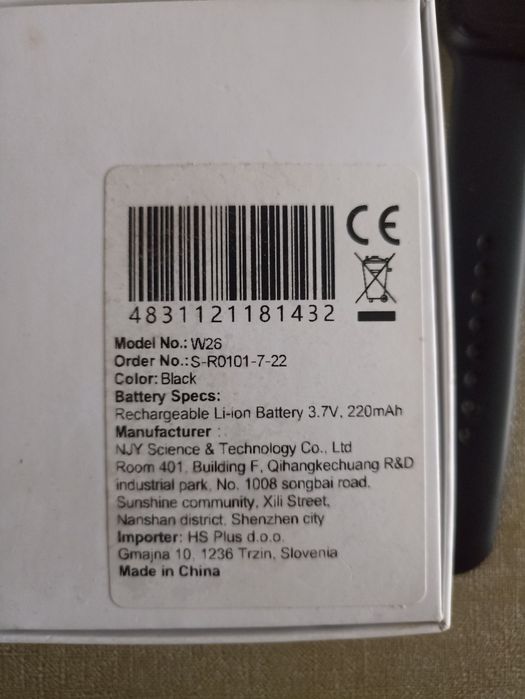 CE
4831121181432
Model No.: W26
Order No.: S-R0101-7-22
Color: Black
Battery Specs:
Rechargeable Li-ion Battery 3.7V, 220mAh
Manufacturer :
NJY Science & Technology Co., Ltd
Room 401, Building F, Qihangkechuang R&D
industrial park, No. 1008 songbai road,
Sunshine community, Xili Street,
Nanshan district, Shenzhen city
Importer: HS Plus d.o.o.
Gmajna 10, 1236 Trzin, Slovenia
Made in China